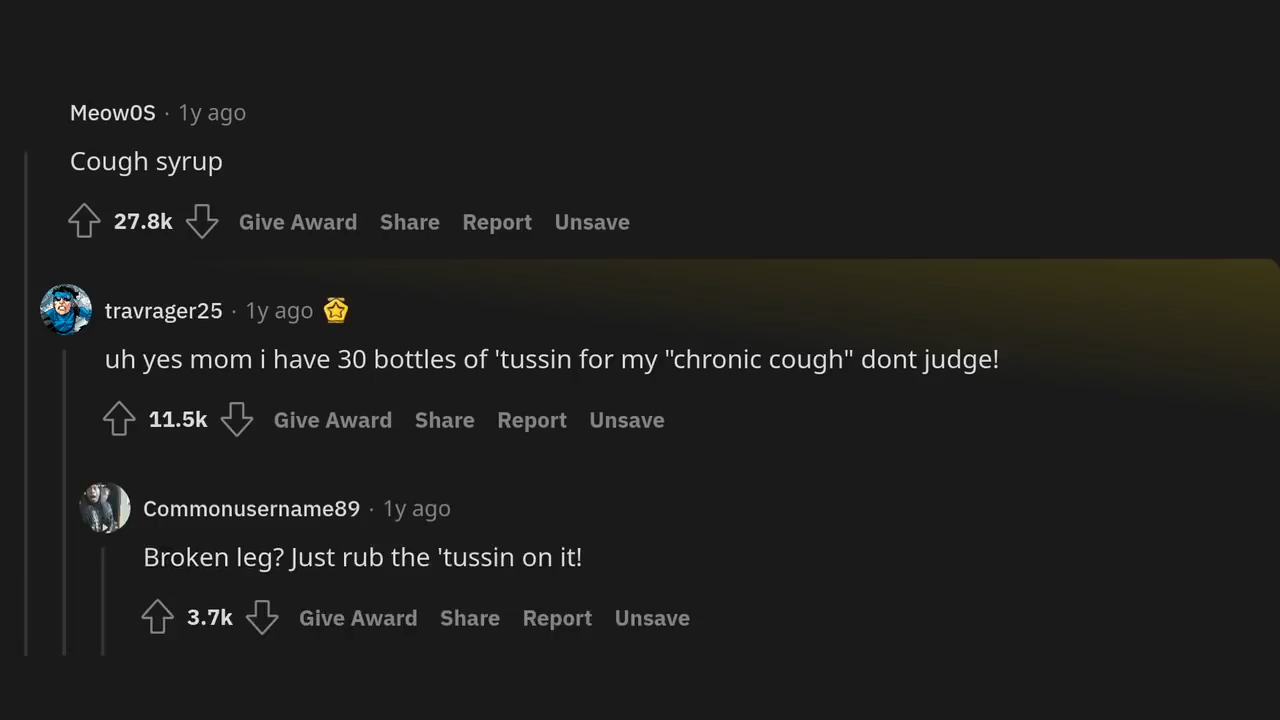 MeowOS · 1y ago
Cough syrup
27.8k Give Award Share Report Unsave
travrager25 · 1y ago
uh yes mom i have 30 bottles of 'tussin for my "chronic cough" dont judge!
11.5k Give Award Share Report Unsave
Commonusername89 · 1y ago
Broken leg? Just rub the 'tussin on it!
3.7k Give Award Share Report Unsave